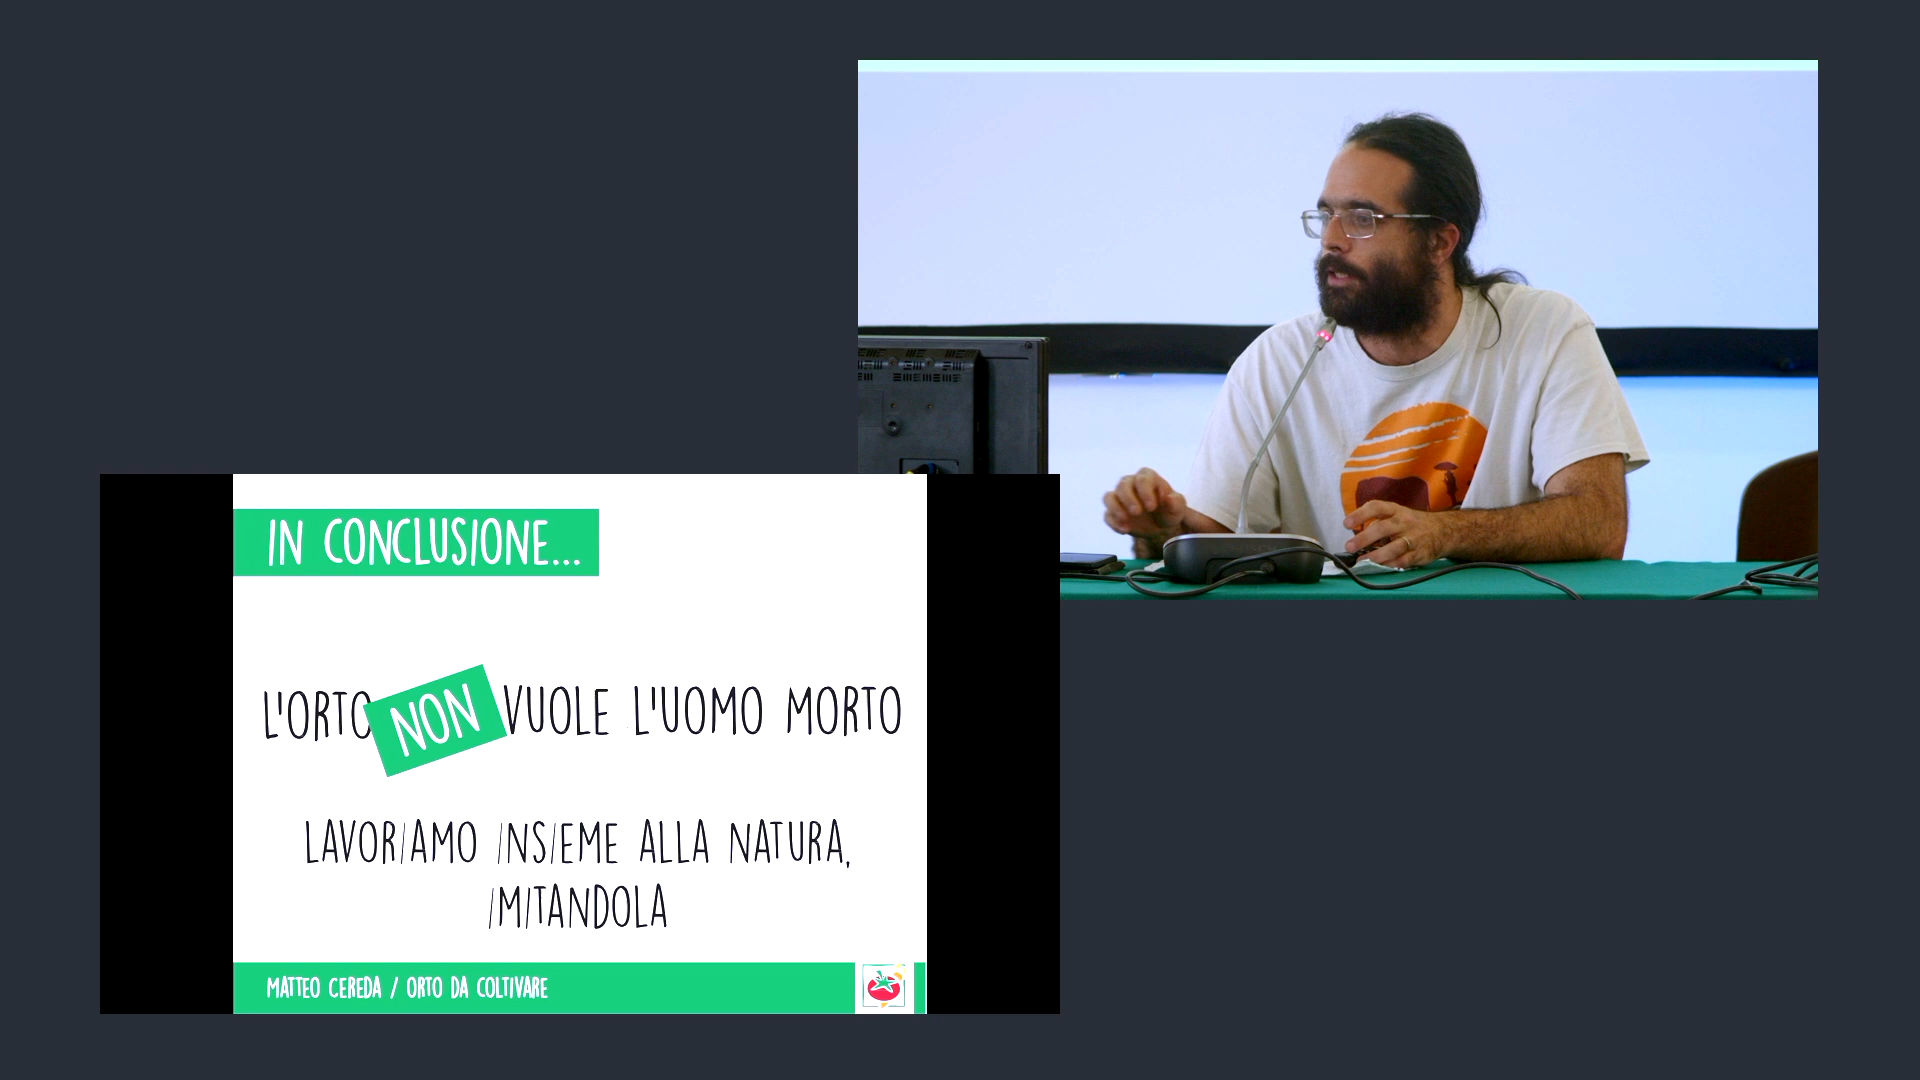 IN CONCLUSIONE...
L'ORTO NON VUOLE L'UOMO MORTO
LAVORIAMO INSIEME ALLA NATURA,
IMITANDOLA
MATTEO CEREDA / ORTO DA COLTIVARE